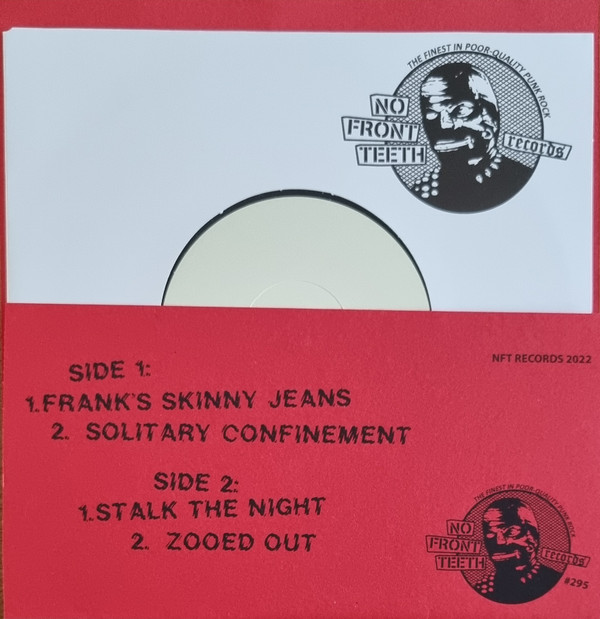 THE FINEST IN POOR-QUALITY PUNK ROCK
NO
FRONT
TEETH
records
NFT RECORDS 2022
SIDE 1:
1. FRANK'S SKINNY JEANS
2. SOLITARY CONFINEMENT
SIDE 2:
1. STALK THE NIGHT
2. ZOOED OUT
THE FINEST IN POOR-QUALITY PUNK ROCK
NO
FRONT
TEETH
records
#295